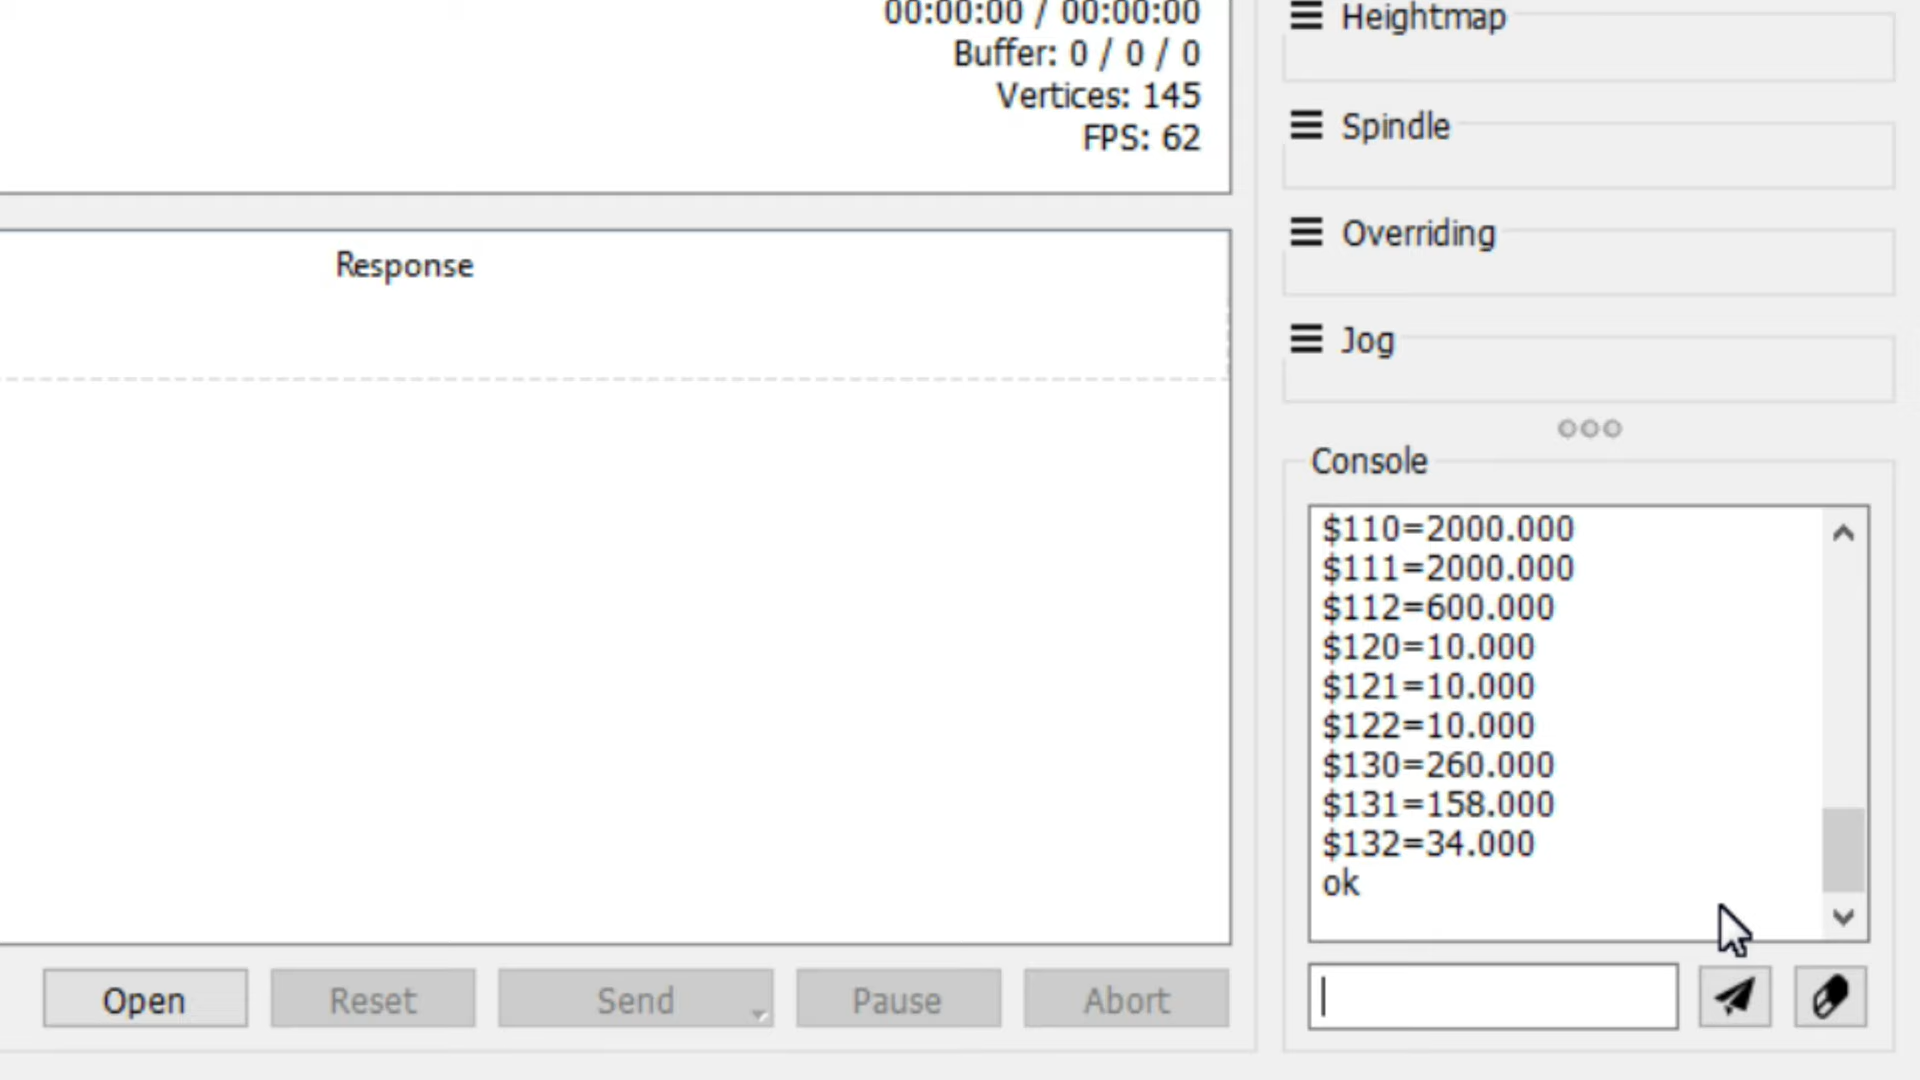 00:00:00 / 00:00:00
Buffer: 0 / 0 / 0
Vertices: 145
FPS: 62
Response
Open
Reset
Send
Pause
Abort
Heightmap
Spindle
Overriding
Jog
Console
$110=2000.000
$111=2000.000
$112=600.000
$120=10.000
$121=10.000
$122=10.000
$130=260.000
$131=158.000
$132=34.000
ok